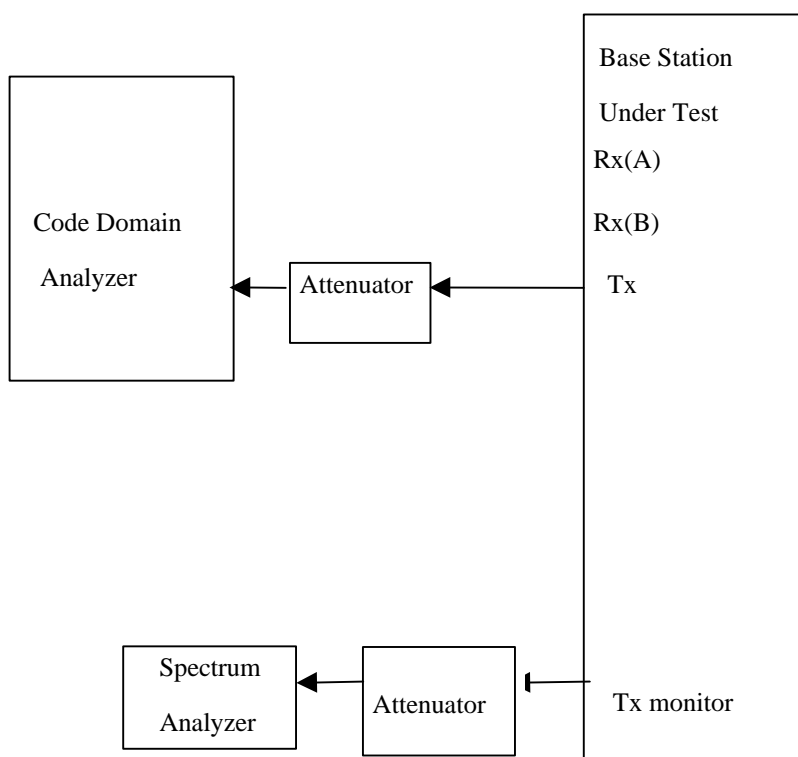 Base Station
Under Test
Rx(A)
Rx(B)
Tx
Code Domain
Analyzer
Attenuator
Spectrum
Analyzer
Attenuator
Tx monitor